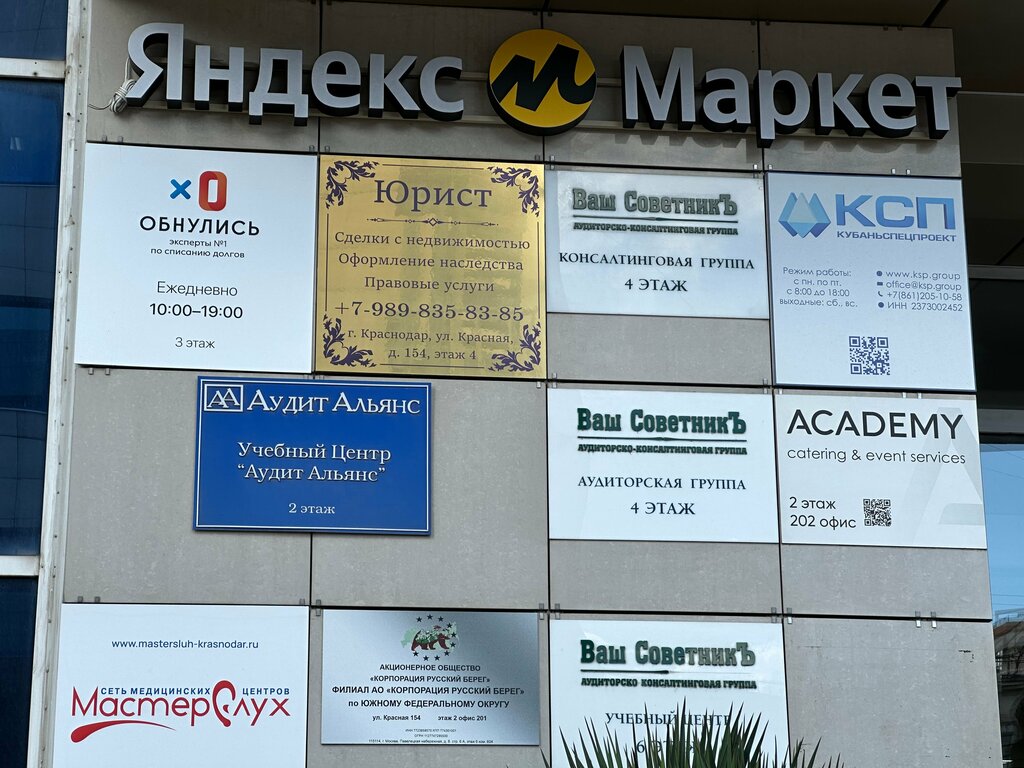 Яндекс Маркет
ОБНУЛИСЬ
эксперты №1
по списанию долгов
Ежедневно
10:00–19:00
3 этаж
Юрист
Сделки с недвижимостью
Оформление наследства
Правовые услуги
+7-989-835-83-85
г. Краснодар, ул. Красная,
д. 154, этаж 4
Ваш СоветникЪ
АУДИТОРСКО-КОНСАЛТИНГОВАЯ ГРУППА
КОНСАЛТИНГОВАЯ ГРУППА
4 ЭТАЖ
КСП
КУБАНЬСПЕЦПРОЕКТ
Режим работы:
с пн. по пт.
с 8:00 до 18:00
выходные: сб., вс.
www.ksp.group
office@ksp.group
+7(861)205-10-58
ИНН 2373002452
АА Аудит Альянс
Учебный Центр
“Аудит Альянс”
2 этаж
Ваш СоветникЪ
АУДИТОРСКО-КОНСАЛТИНГОВАЯ ГРУППА
АУДИТОРСКАЯ ГРУППА
4 ЭТАЖ
ACADEMY
catering & event services
2 этаж
202 офис
www.mastersluh-krasnodar.ru
СЕТЬ МЕДИЦИНСКИХ ЦЕНТРОВ
МастерСлух
АКЦИОНЕРНОЕ ОБЩЕСТВО
«КОРПОРАЦИЯ РУССКИЙ БЕРЕГ»
ФИЛИАЛ АО «КОРПОРАЦИЯ РУССКИЙ БЕРЕГ»
по ЮЖНОМУ ФЕДЕРАЛЬНОМУ ОКРУГУ
ул. Красная 154 этаж 2 офис 201
Ваш СоветникЪ
АУДИТОРСКО-КОНСАЛТИНГОВАЯ ГРУППА
УЧЕБНЫЙ ЦЕНТР
6 ЭТАЖ